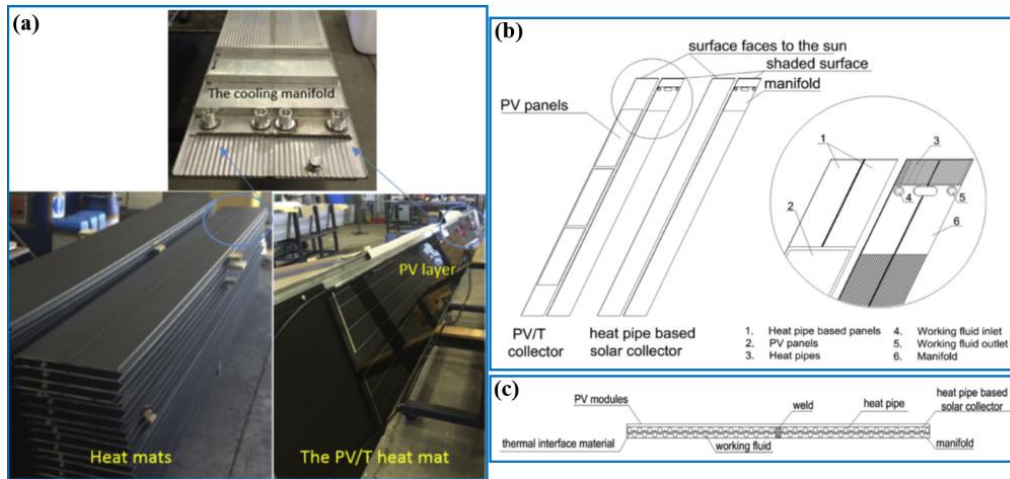 (a)
The cooling manifold
Heat mats
PV layer
The PV/T heat mat
(b)
surface faces to the sun
shaded surface
manifold
PV panels
1
3
2
4
5
6
PV/T
collector
heat pipe based
solar collector
1. Heat pipe based panels
2. PV panels
3. Heat pipes
4. Working fluid inlet
5. Working fluid outlet
6. Manifold
(c)
PV modules
weld
heat pipe
heat pipe based
solar collector
thermal interface material
working fluid
manifold